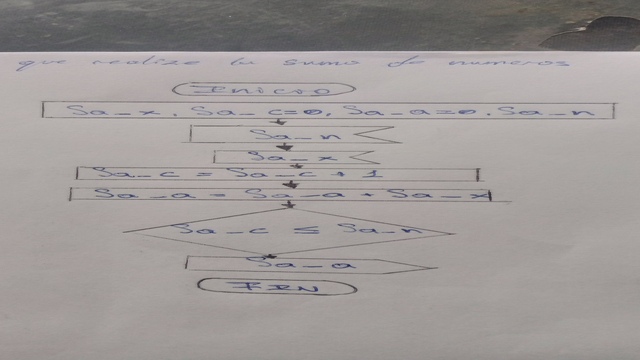 que realize la suma de numeros
Inicio
Sa_x, Sa_c=0, Sa_a=0, Sa_n
Sa_n
Sa_x
Sa_c = Sa_c + 1
Sa_a = Sa_a + Sa_x
Sa_c ≤ Sa_n
Sa_a
FIN